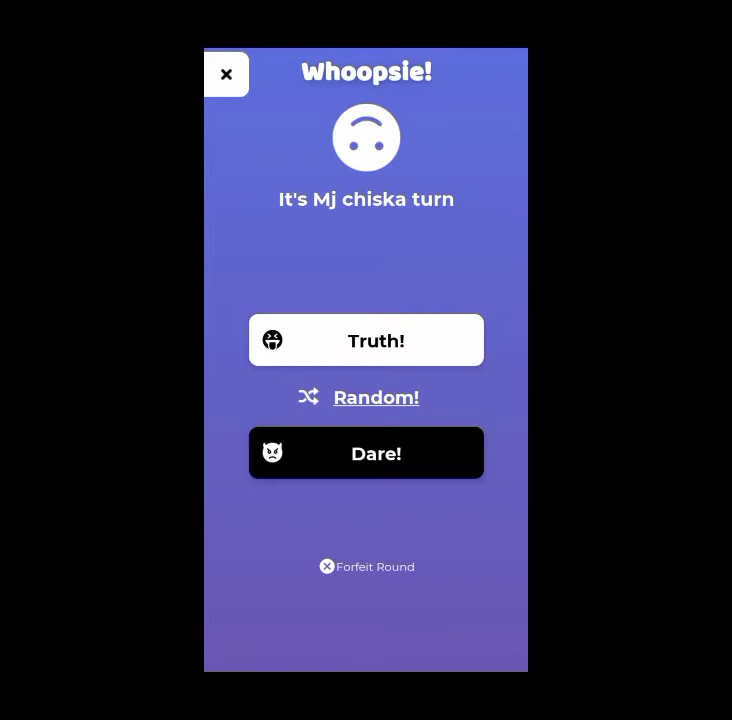 Whoopsie!
It's Mj chiska turn
Truth!
Random!
Dare!
Forfeit Round